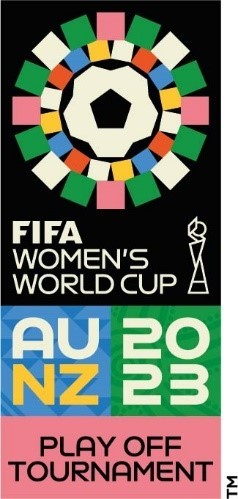 FIFA
WOMEN'S
WORLD CUP
AU 20
NZ 23
PLAY OFF
TOURNAMENT
TM